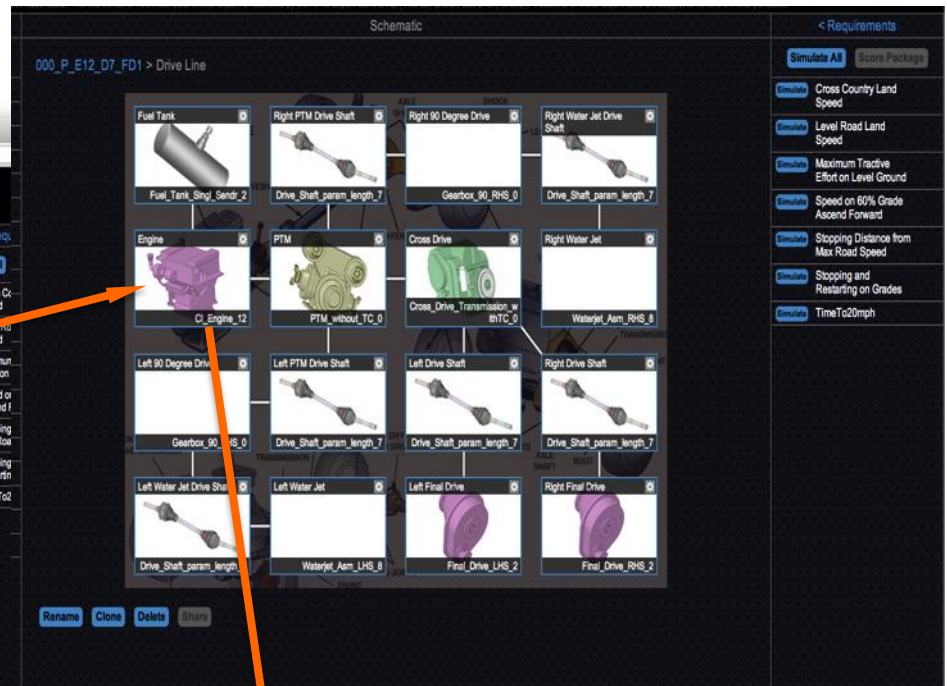 Schematic
< Requirements
000_P_E12_D7_FD1 > Drive Line
Simulate All
Score Package
Fuel Tank
Fuel_Tank_Singl_Sendr_2
Right PTM Drive Shaft
Drive_Shaft_param_length_7
Right 90 Degree Drive
Gearbox_90_RHS_0
Right Water Jet Drive
Shaft
Drive_Shaft_param_length_7
Engine
CI_Engine_12
PTM
PTM_without_TC_0
Cross Drive
Cross_Drive_Transmission_w
ithTC_0
Right Water Jet
Waterjet_Asm_RHS_8
Left 90 Degree Drive
Left PTM Drive Shaft
Drive_Shaft_param_length_7
Left Drive Shaft
Drive_Shaft_param_length_7
Right Drive Shaft
Drive_Shaft_param_length_7
Left Water Jet Drive
Left Water Jet
Waterjet_Asm_LHS_8
Left Final Drive
Final_Drive_LHS_2
Right Final Drive
Final_Drive_RHS_2
Simulate
Cross Country Land
Speed
Simulate
Level Road Land
Speed
Simulate
Maximum Tractive
Effort on Level Ground
Simulate
Speed on 60% Grade
Ascend Forward
Simulate
Stopping Distance from
Max Road Speed
Simulate
Stopping and
Restarting on Grades
Simulate
TimeTo20mph
Rename
Clone
Delete
Share
TRANSMISSION
AXLE
SHAFT
BOOT